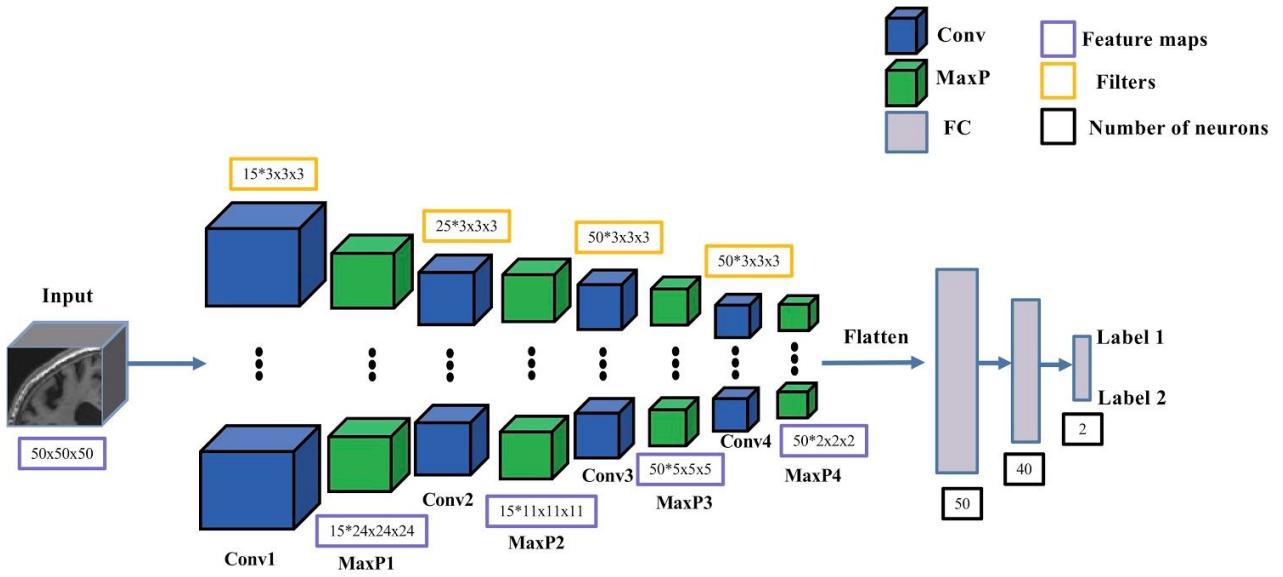 Conv
Feature maps
MaxP
Filters
FC
Number of neurons
15*3x3x3
25*3x3x3
50*3x3x3
50*3x3x3
Input
Flatten
Label 1
Label 2
50x50x50
2
40
50
Conv4
50*2x2x2
Conv3
50*5x5x5
MaxP4
Conv2
MaxP3
15*24x24x24
15*11x11x11
Conv1
MaxP1
MaxP2